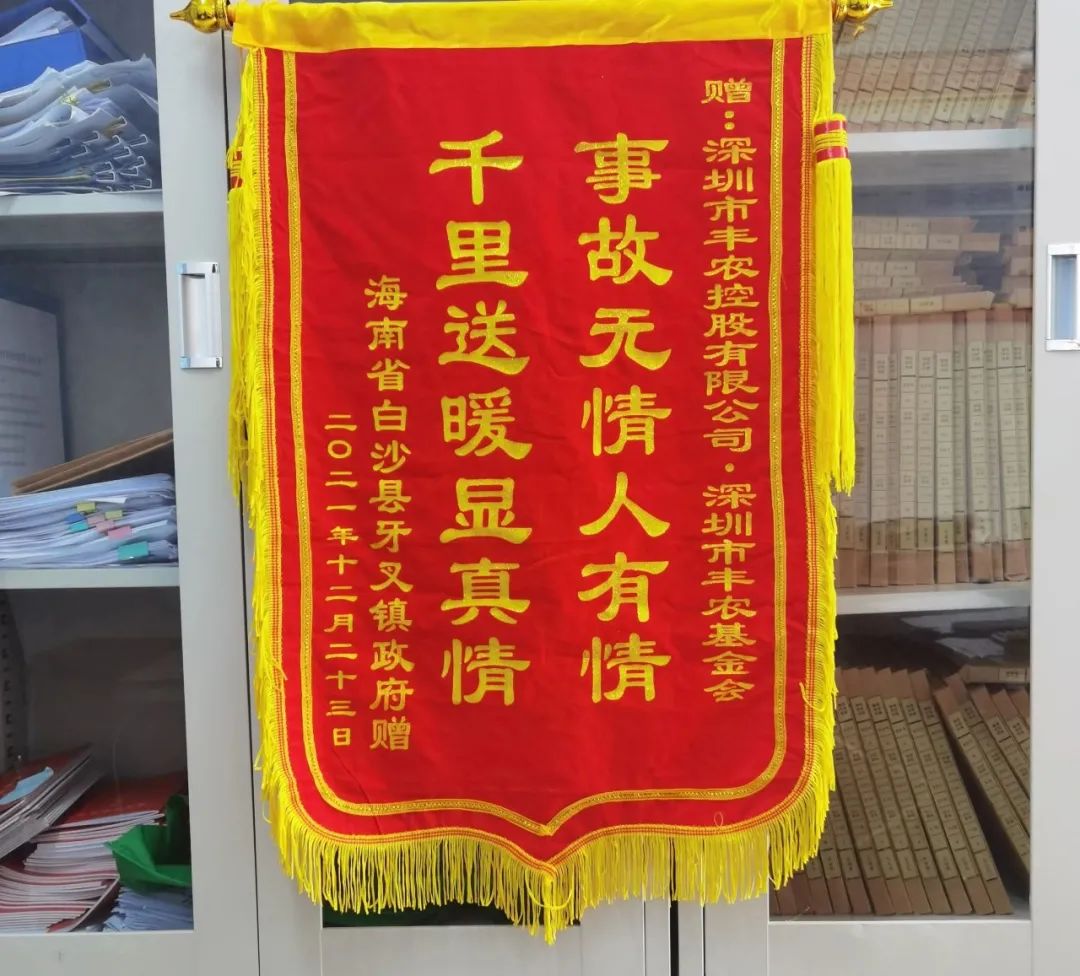 赠：深圳市丰农控股有限公司·深圳市丰农基金会
事故无情人有情
千里送暖显真情
海南省白沙县牙叉镇政府赠
二〇二一年十二月二十三日